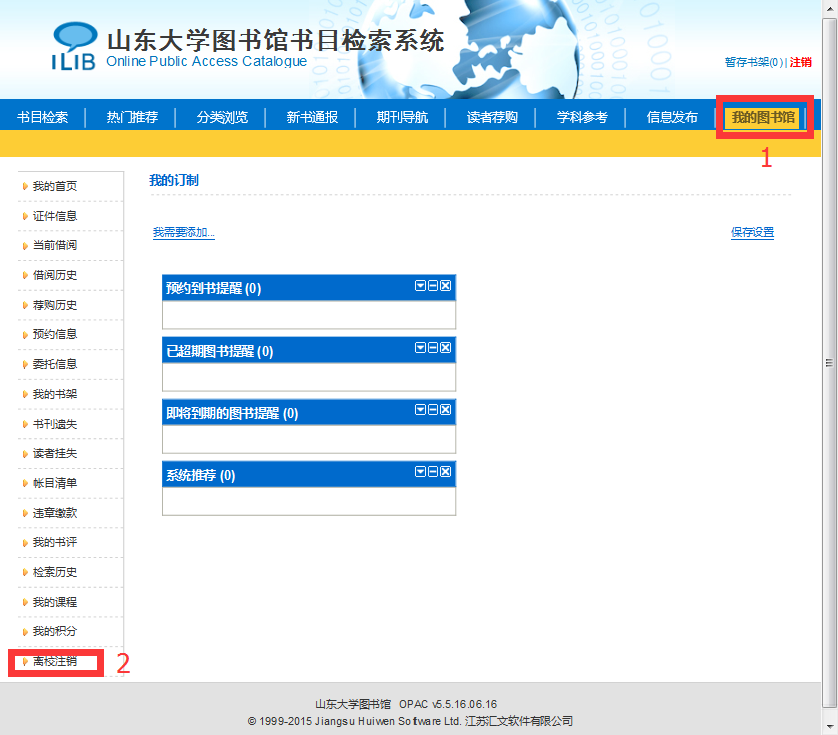 山东大学图书馆书目检索系统
ILIB Online Public Access Catalogue
暂存书架(0) | 注销
书目检索 热门推荐 分类浏览 新书通报 期刊导航 读者荐购 学科参考 信息发布 我的图书馆
1
我的首页
证件信息
当前借阅
借阅历史
荐购历史
预约信息
委托信息
我的书架
书刊遗失
读者挂失
帐目清单
违章缴款
我的书评
检索历史
我的课程
我的积分
离校注销 2
我的订制
我需要添加... 保存设置
预约到书提醒 (0)
已超期图书提醒 (0)
即将到期的图书提醒 (0)
系统推荐 (0)
山东大学图书馆 OPAC v5.5.16.06.16
© 1999-2015 Jiangsu Huiwen Software Ltd. 江苏汇文软件有限公司